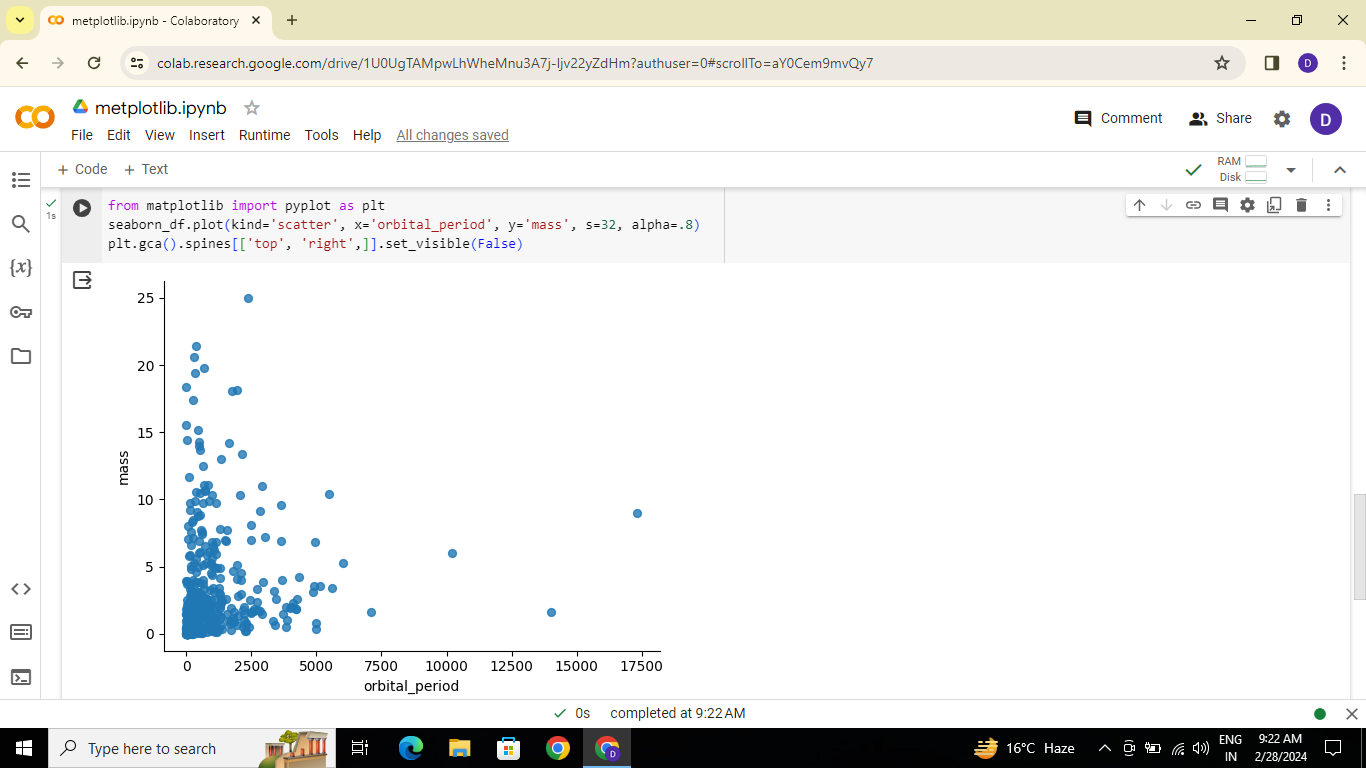 metplotlib.ipynb - Colaboratory
colab.research.google.com/drive/1U0UgTAMpwLhWheMnu3A7j-Ijv22yZdHm?authuser=0#scrollTo=aY0Cem9mvQy7
D
metplotlib.ipynb
File Edit View Insert Runtime Tools Help All changes saved
Comment Share D
+ Code + Text
RAM
Disk
1s
from matplotlib import pyplot as plt
seaborn_df.plot(kind='scatter', x='orbital_period', y='mass', s=32, alpha=.8)
plt.gca().spines[['top', 'right',]].set_visible(False)
{x}
25
20
15
10
5
0
mass
0 2500 5000 7500 10000 12500 15000 17500
orbital_period
0s completed at 9:22 AM
Type here to search
D
16°C Haze
ENG
IN
9:22 AM
2/28/2024